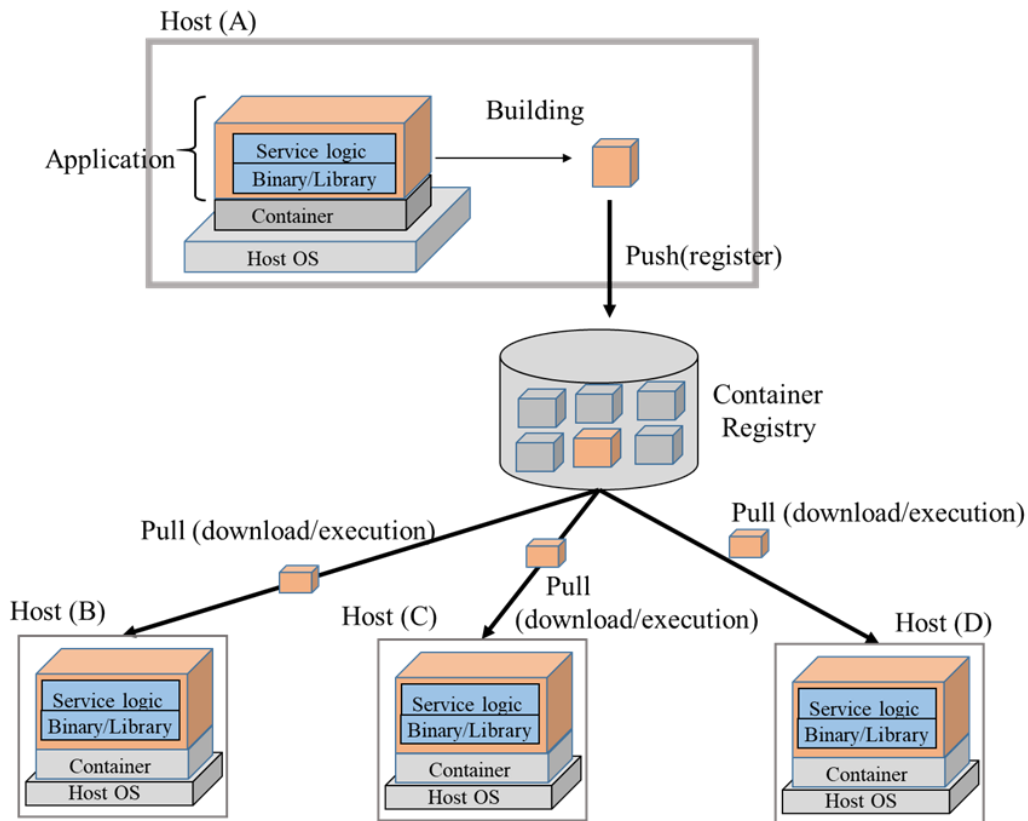 Host (A)
Building
Application
Service logic
Binary/Library
Container
Host OS
Push(register)
Container
Registry
Pull (download/execution)
Pull (download/execution)
Pull
(download/execution)
Host (B)
Host (C)
Host (D)
Service logic
Binary/Library
Container
Host OS
Service logic
Binary/Library
Container
Host OS
Service logic
Binary/Library
Container
Host OS